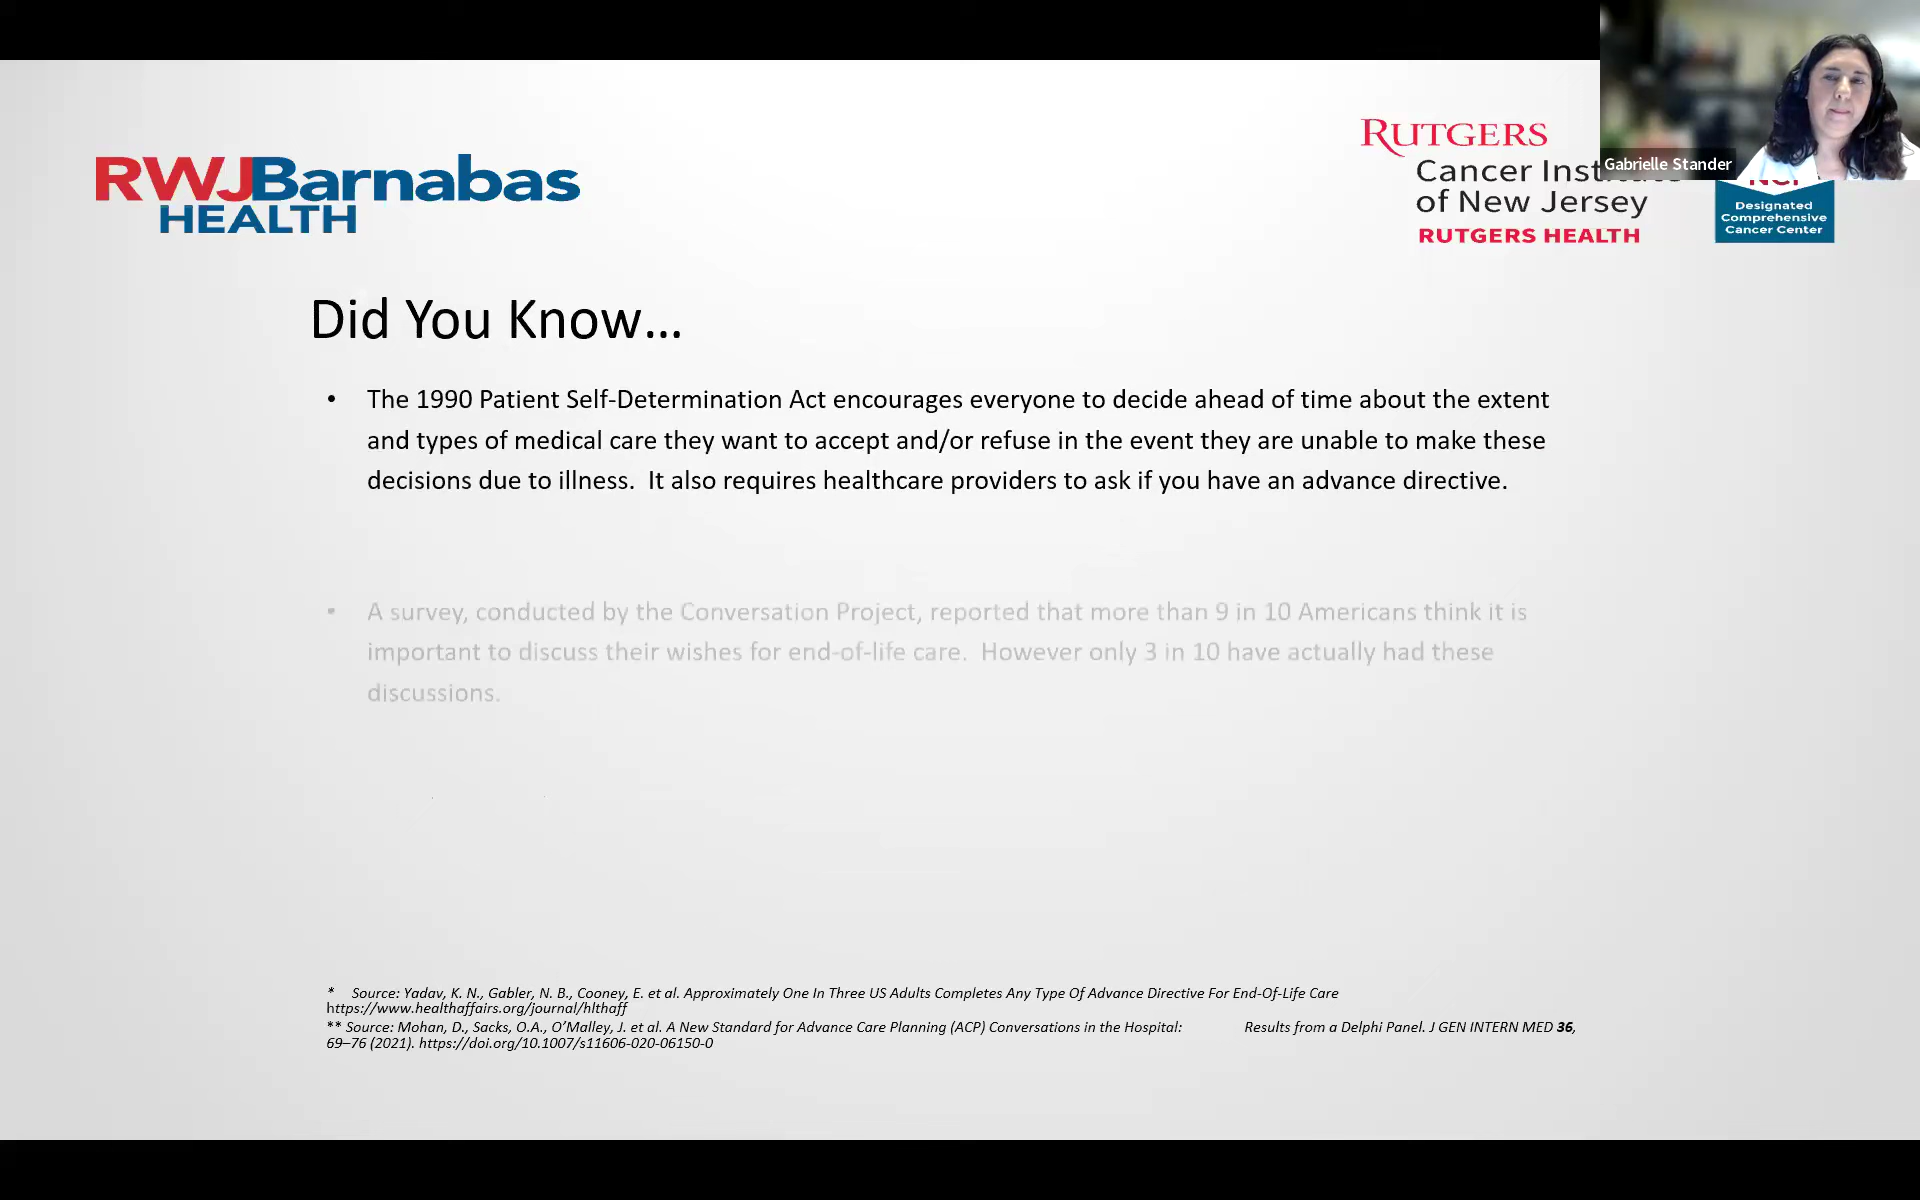 Gabrielle Stander
RWJBarnabas
HEALTH
RUTGERS
Cancer
of New Jersey
RUTGERS HEALTH
Designated
Comprehensive
Cancer Center
Did You Know...
• The 1990 Patient Self-Determination Act encourages everyone to decide ahead of time about the extent
and types of medical care they want to accept and/or refuse in the event they are unable to make these
decisions due to illness.  It also requires healthcare providers to ask if you have an advance directive.
• A survey, conducted by the Conversation Project, reported that more than 9 in 10 Americans think it is
important to discuss their wishes for end-of-life care.  However only 3 in 10 have actually had these
discussions.
* Source: Yadav, K. N., Gabler, N. B., Cooney, E. et al. Approximately One In Three US Adults Completes Any Type Of Advance Directive For End-Of-Life Care
https://www.healthaffairs.org/journal/hlthaff
** Source: Mohan, D., Sacks, O.A., O'Malley, J. et al. A New Standard for Advance Care Planning (ACP) Conversations in the Hospital: Results from a Delphi Panel. J GEN INTERN MED 36,
69–76 (2021). https://doi.org/10.1007/s11606-020-06150-0